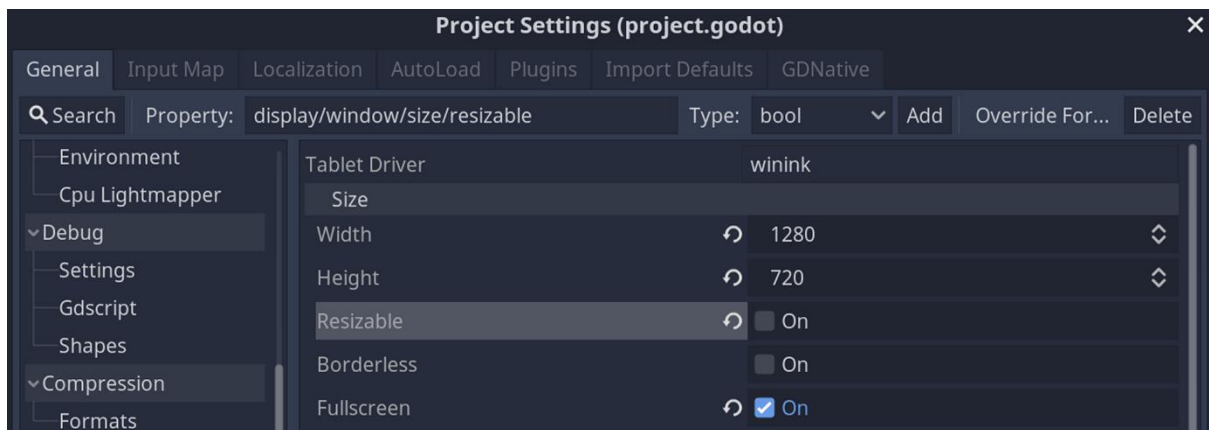 Project Settings (project.godot)
General Input Map Localization AutoLoad Plugins Import Defaults GDNative
Search Property: display/window/size/resizable Type: bool Add Override For... Delete
Environment
Cpu Lightmapper
Debug
Settings
Gdscript
Shapes
Compression
Formats
Tablet Driver winink
Size
Width 1280
Height 720
Resizable On
Borderless On
Fullscreen On